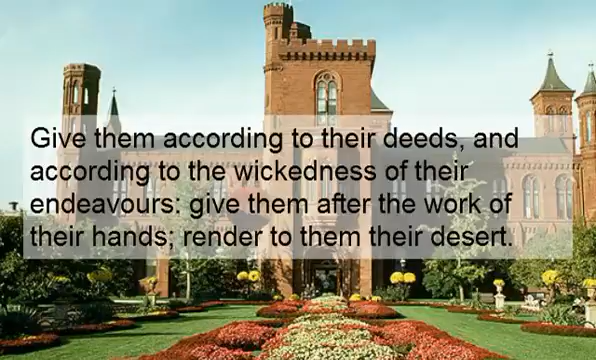 Give them according to their deeds, and
according to the wickedness of their
endeavours: give them after the work of
their hands; render to them their desert.